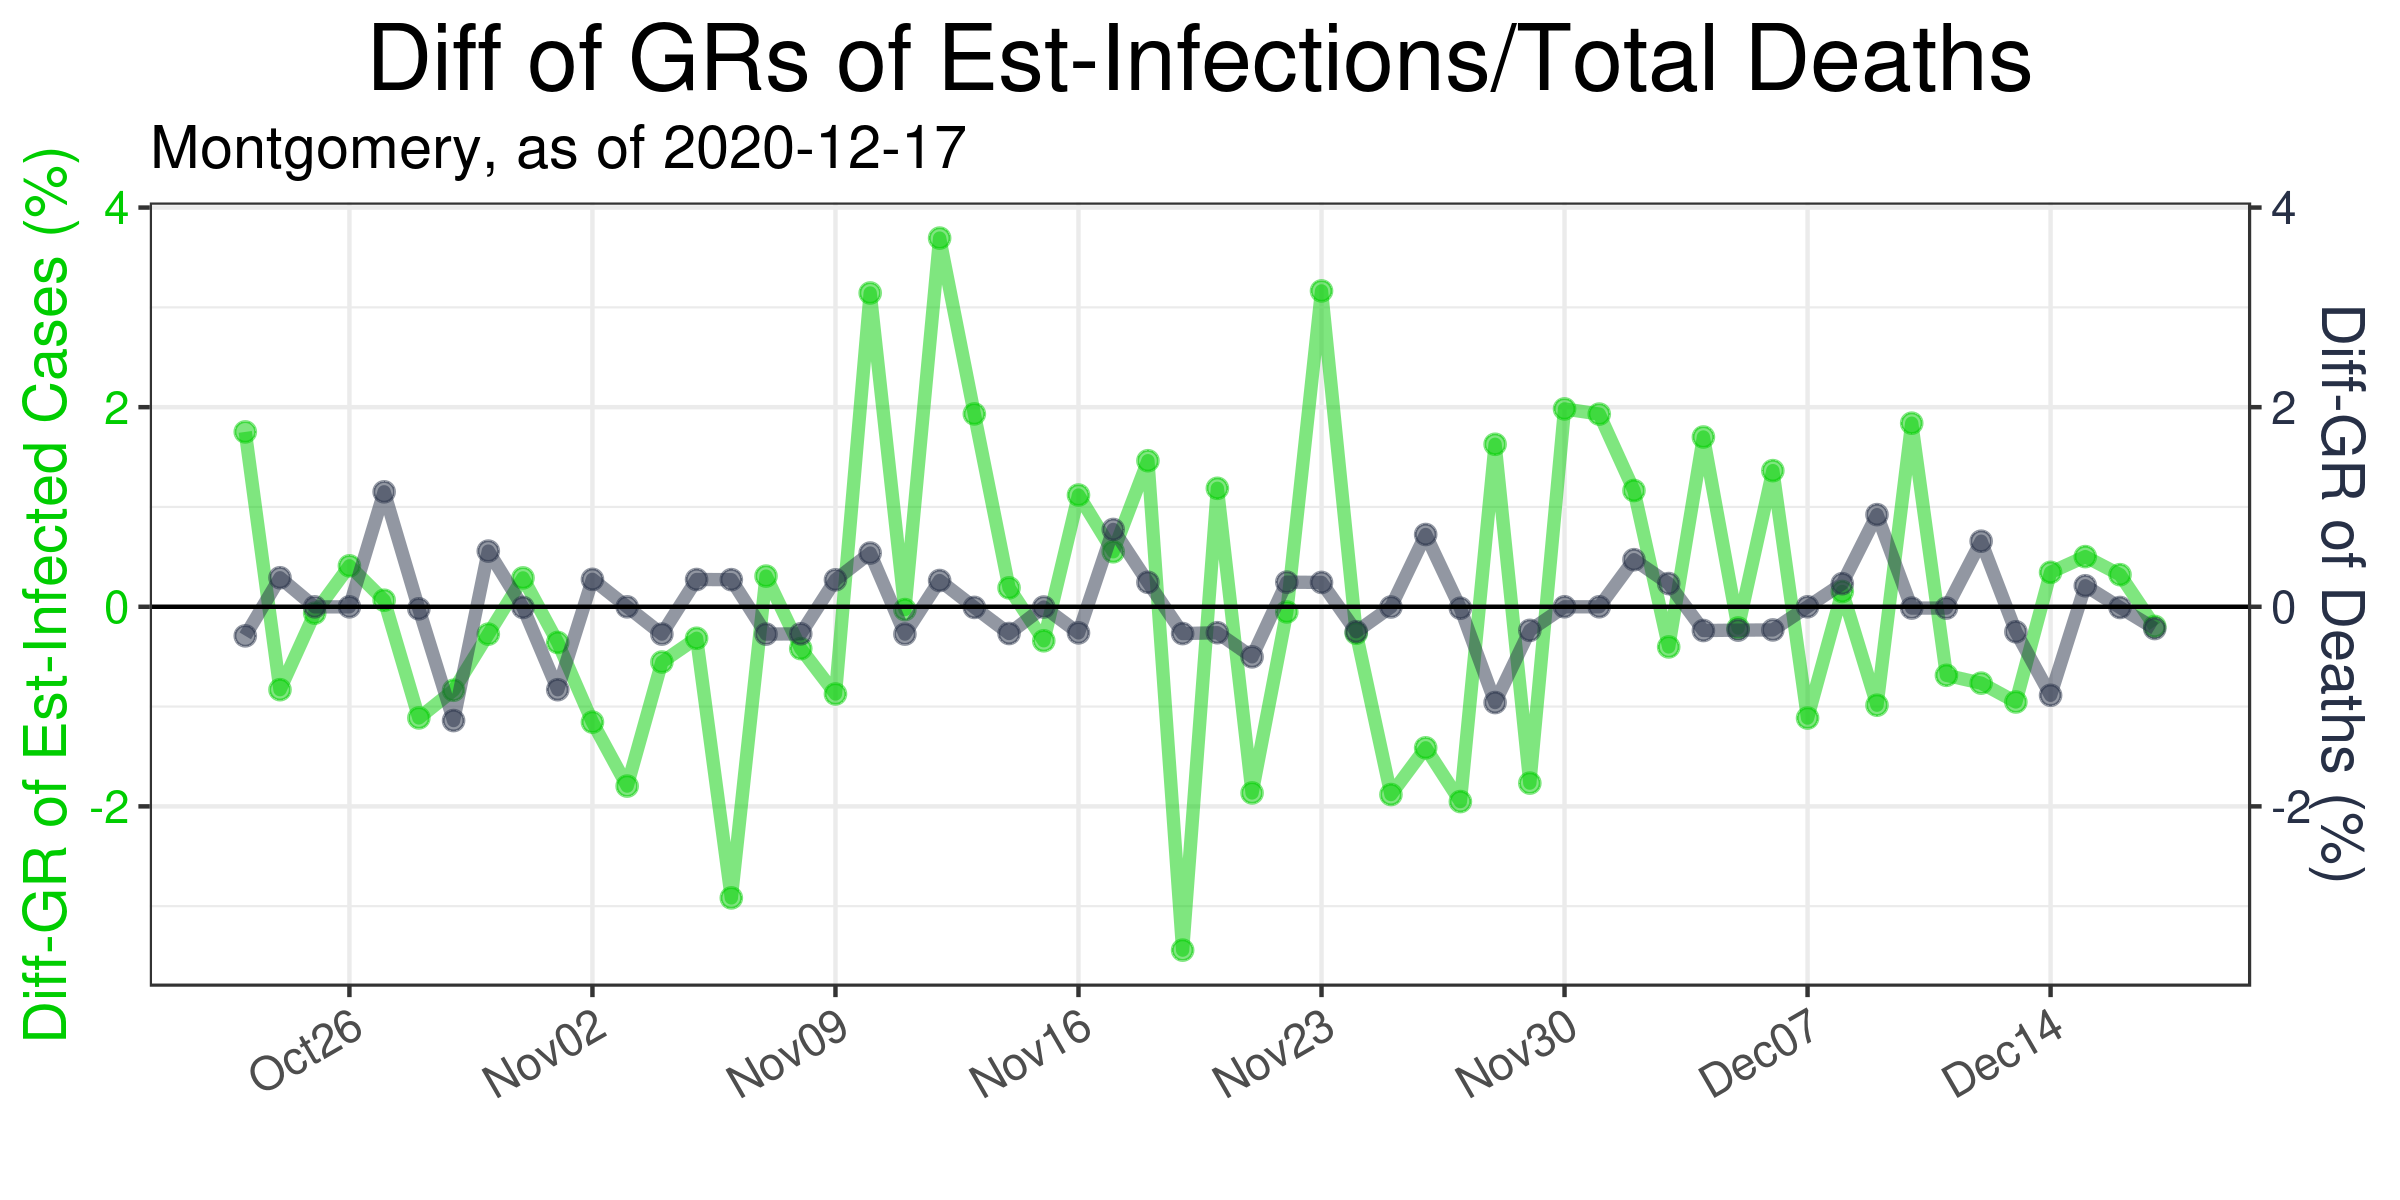 Diff of GRs of Est-Infections/Total Deaths
Montgomery, as of 2020-12-17
Diff-GR of Est-Infected Cases (%)
4
2
0
-2
4
2
0
-2
Diff-GR of Deaths (%)
Oct26
Nov02
Nov09
Nov16
Nov23
Nov30
Dec07
Dec14